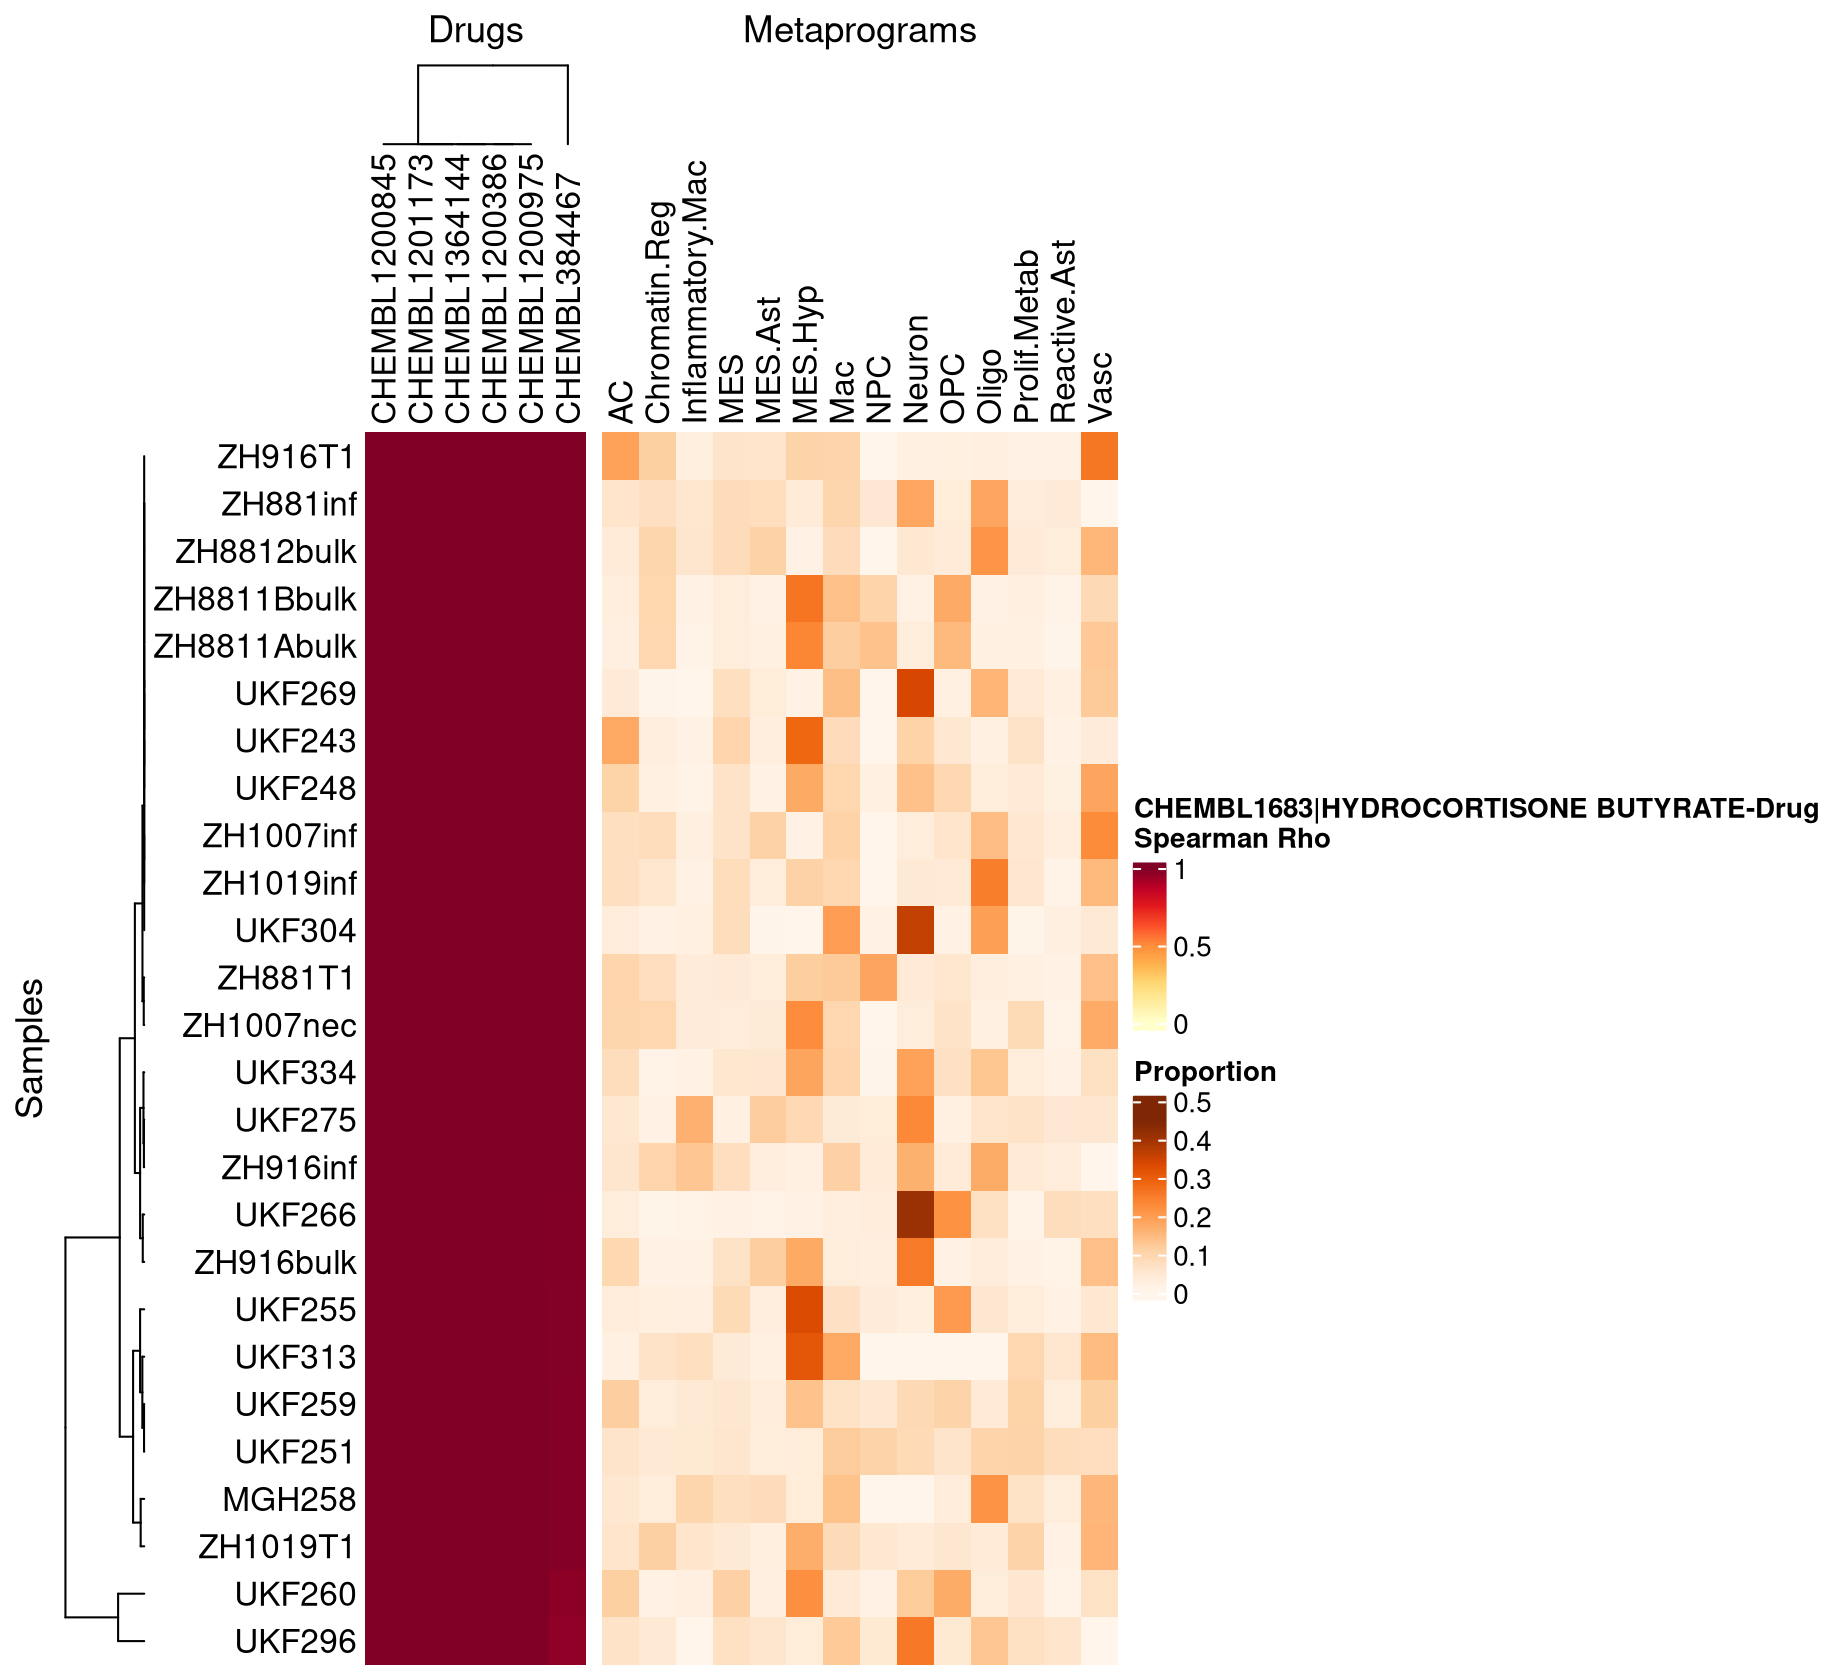 Drugs
Metaprograms
CHEMBL1200845
CHEMBL1201173
CHEMBL1364144
CHEMBL1200386
CHEMBL1200975
CHEMBL384467
AC
Chromatin.Reg
Inflammatory.Mac
MES
MES.Ast
MES.Hyp
Mac
NPC
Neuron
OPC
Oligo
Prolif.Metab
Reactive.Ast
Vasc
Samples
ZH916T1
ZH881inf
ZH8812bulk
ZH8811Bbulk
ZH8811Abulk
UKF269
UKF243
UKF248
ZH1007inf
ZH1019inf
UKF304
ZH881T1
ZH1007nec
UKF334
UKF275
ZH916inf
UKF266
ZH916bulk
UKF255
UKF313
UKF259
UKF251
MGH258
ZH1019T1
UKF260
UKF296
CHEMBL1683|HYDROCORTISONE BUTYRATE-Drug
Spearman Rho
1
0.5
0
Proportion
0.5
0.4
0.3
0.2
0.1
0